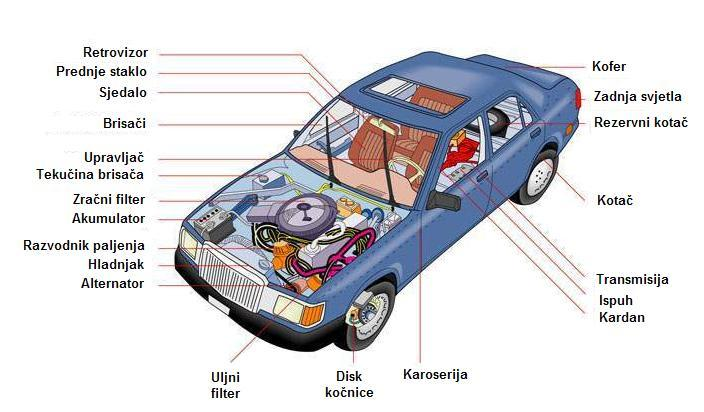 Retrovizor
Prednje staklo
Sjedalo
Brisači
Upravljač
Tekučina brisača
Zračni filter
Akumulator
Razvodnik paljenja
Hladnjak
Alternator
Uljni
filter
Disk
kočnice
Karoserija
Kofer
Zadnja svjetla
Rezervni kotač
Kotač
Transmisija
Ispuh
Kardan